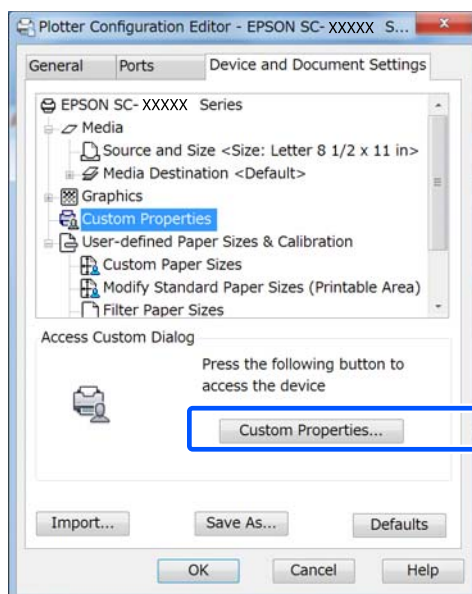 Plotter Configuration Editor - EPSON SC- XXXXX S...
General Ports Device and Document Settings
EPSON SC- XXXXX Series
Media
Source and Size <Size: Letter 8 1/2 x 11 in>
Media Destination <Default>
Graphics
Custom Properties
User-defined Paper Sizes & Calibration
Custom Paper Sizes
Modify Standard Paper Sizes (Printable Area)
Filter Paper Sizes
Access Custom Dialog
Press the following button to
access the device
Custom Properties...
Import... Save As... Defaults
OK Cancel Help